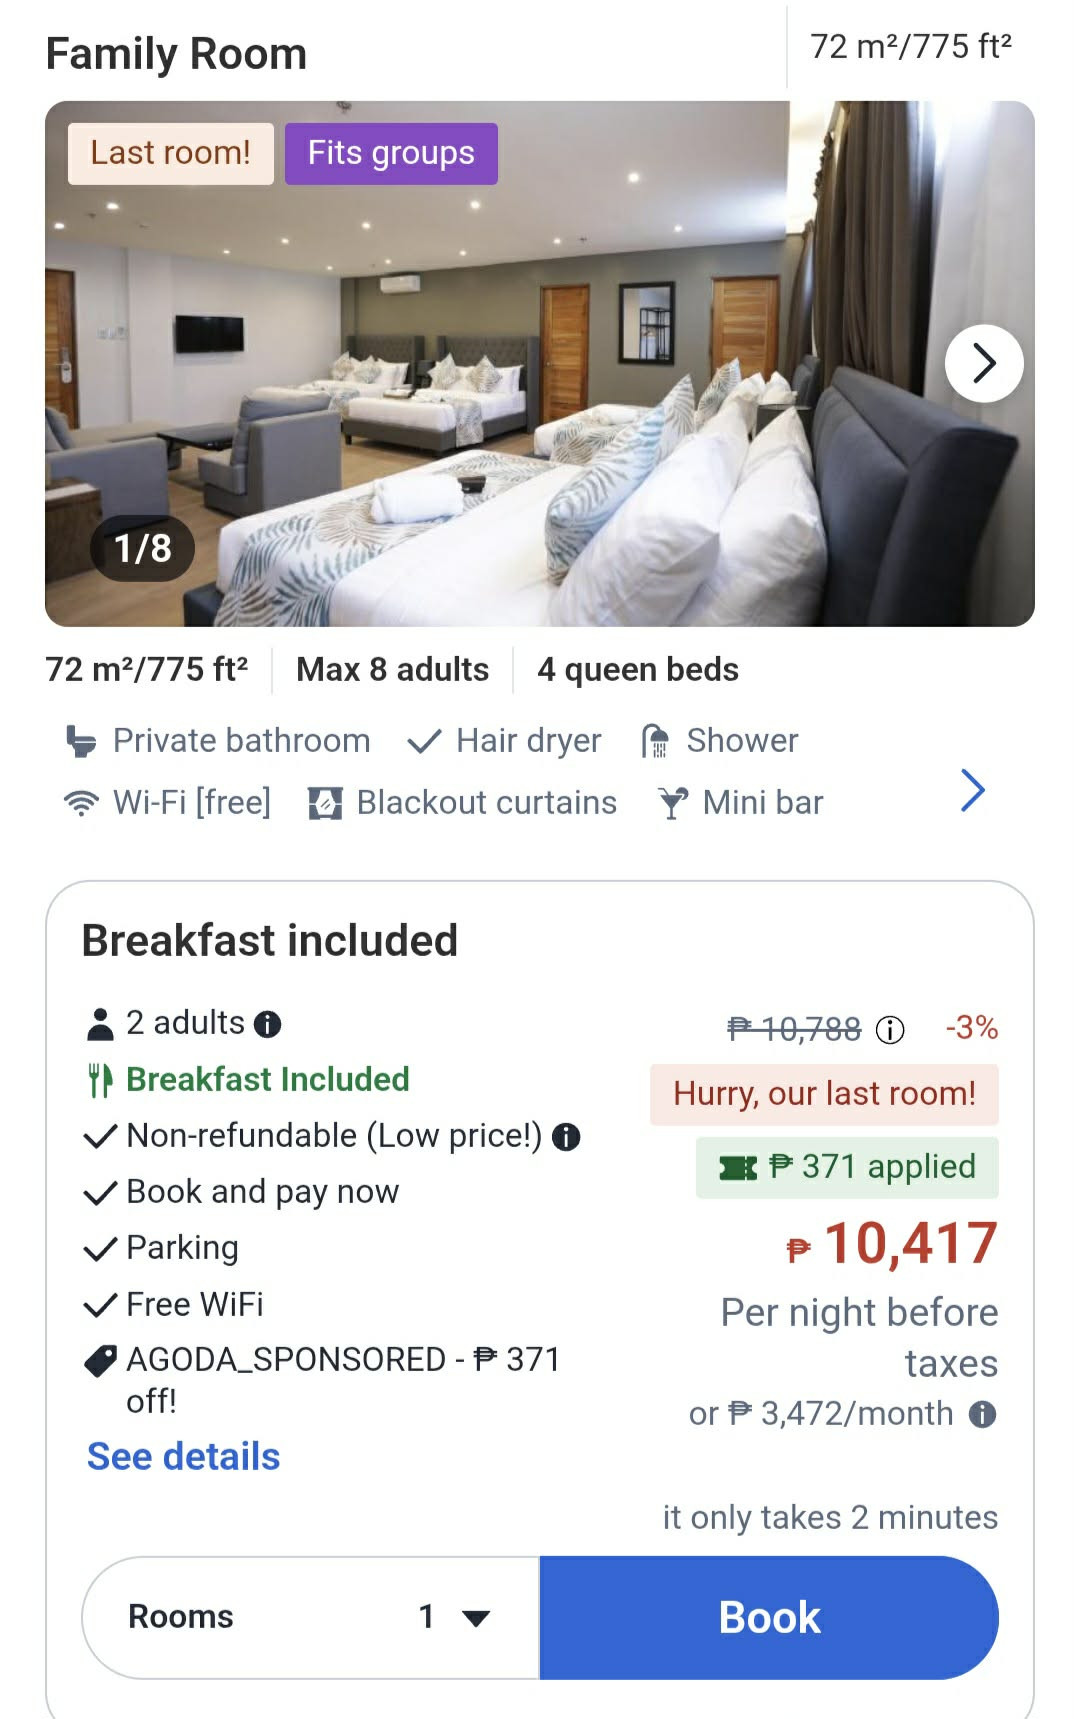 Family Room
72 m²/775 ft²
Last room!
Fits groups
1/8
72 m²/775 ft²
Max 8 adults
4 queen beds
Private bathroom
Hair dryer
Shower
Wi-Fi [free]
Blackout curtains
Mini bar
Breakfast included
2 adults
₱ 10,788
-3%
Breakfast Included
Hurry, our last room!
Non-refundable (Low price!)
₱ 371 applied
Book and pay now
Parking
₱ 10,417
Free WiFi
Per night before
taxes
AGODA_SPONSORED - ₱ 371
off!
or ₱ 3,472/month
See details
it only takes 2 minutes
Rooms
1
Book